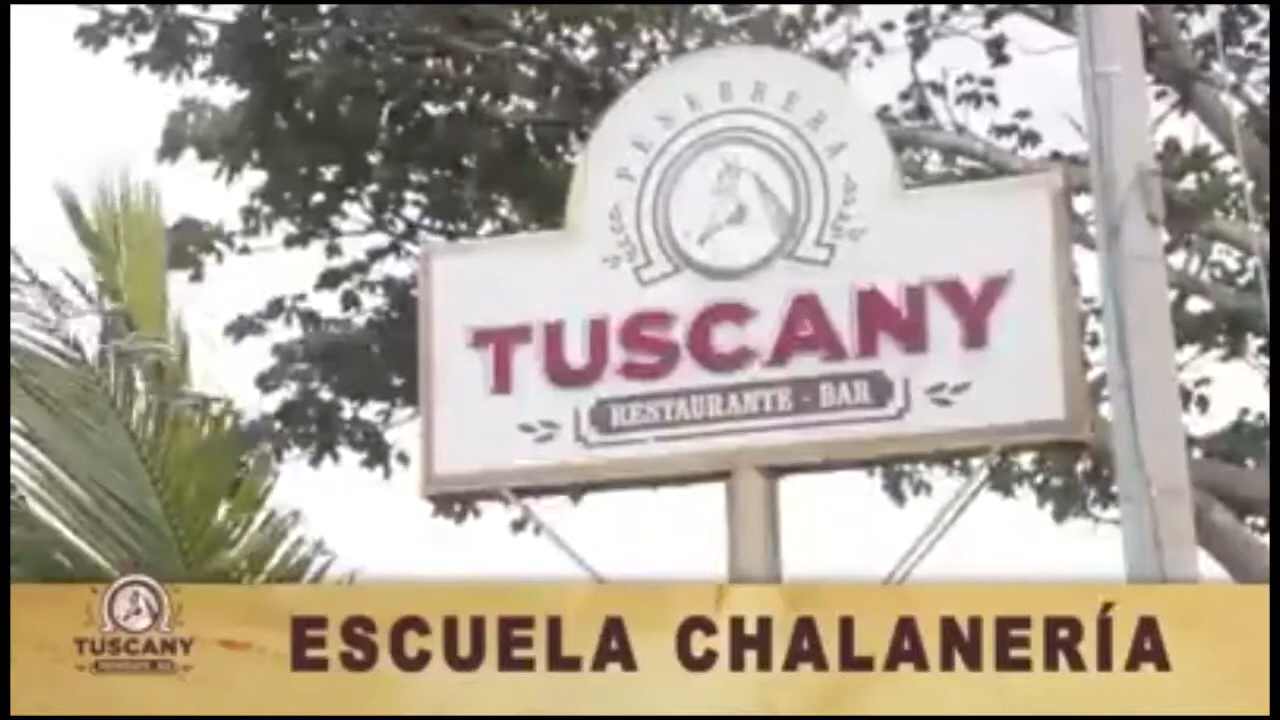 PESEBRERA
TUSCANY
RESTAURANTE - BAR
TUSCANY
ESCUELA CHALANERÍA